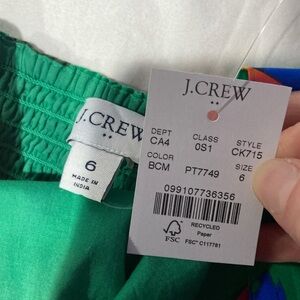 J.CREW
6
MADE IN
INDIA
J.CREW
DEPT CLASS STYLE
CA4 0S1 CK715
COLOR SIZE
BCM PT7749 6
099107736356
FSC
RECYCLED
Paper
FSC® C117781